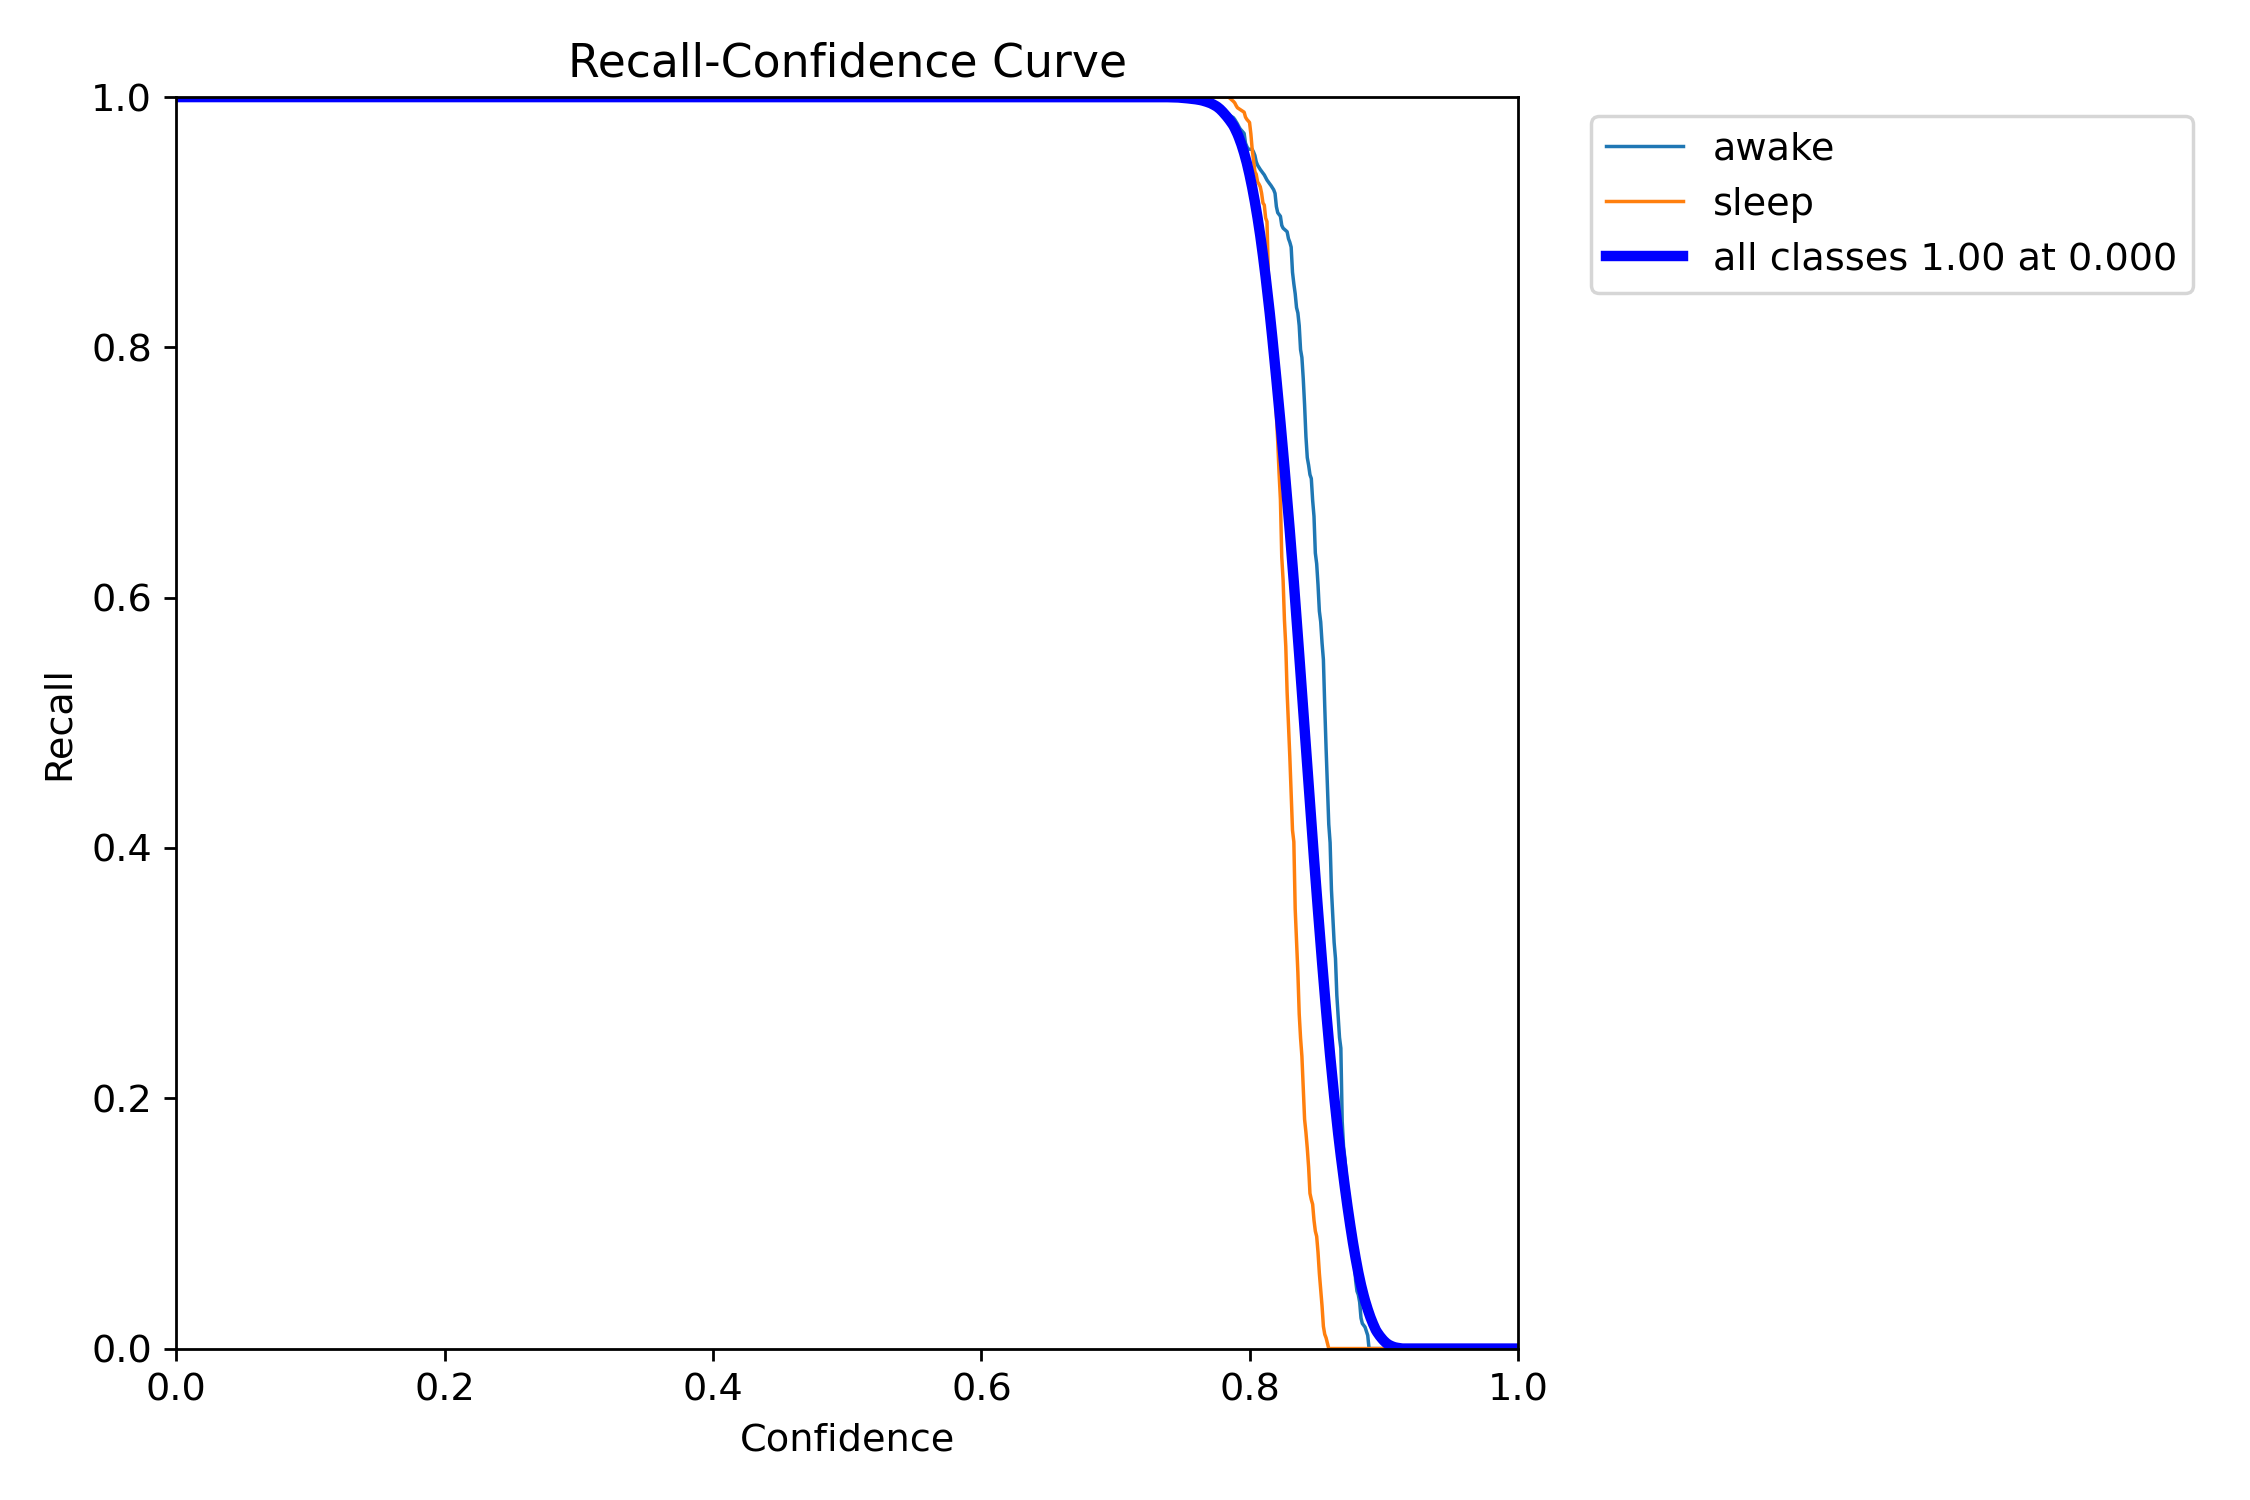 Recall-Confidence Curve
1.0
0.8
0.6
0.4
0.2
0.0
Recall
0.0 0.2 0.4 0.6 0.8 1.0
Confidence
awake
sleep
all classes 1.00 at 0.000